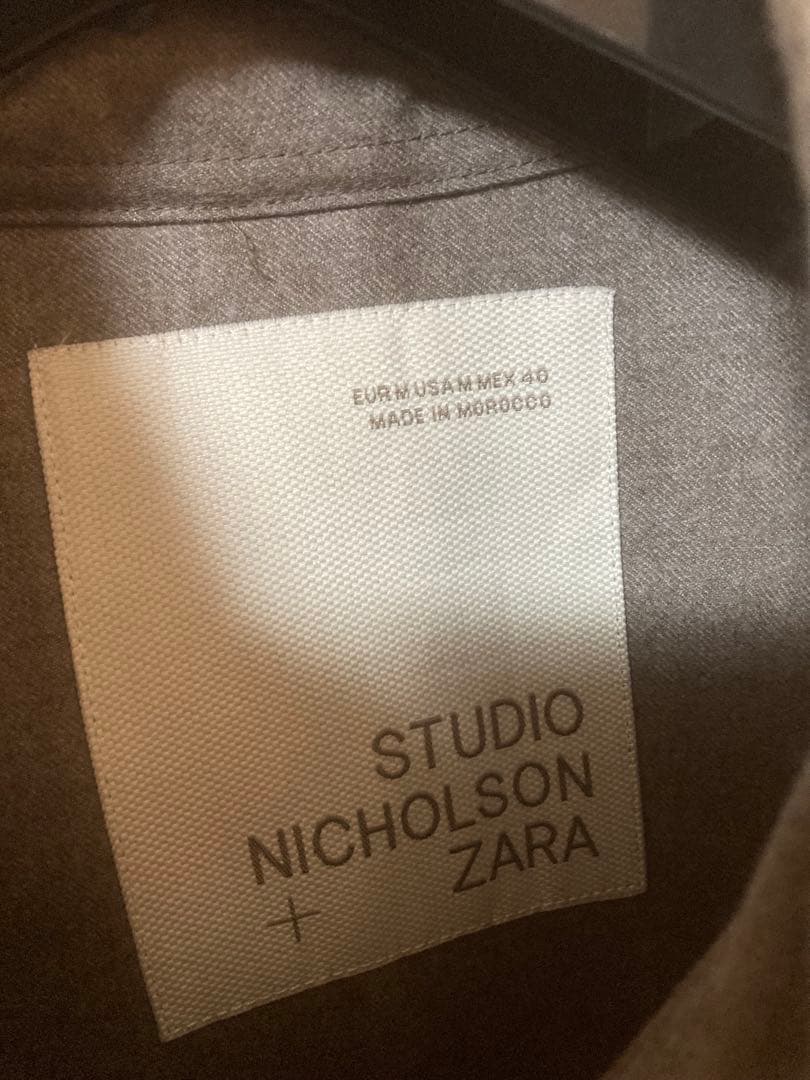 EUR M USA M MEX 40
MADE IN MOROCCO
STUDIO
NICHOLSON
ZARA
+